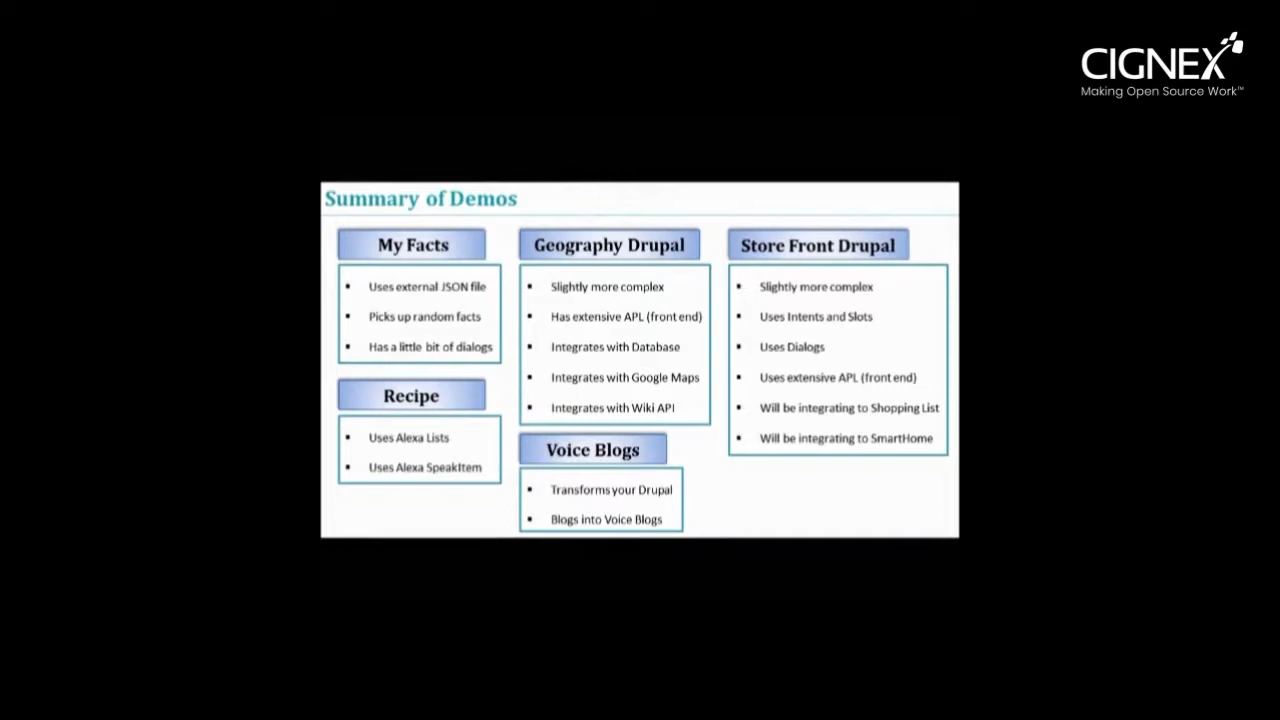 CIGNEX
Making Open Source Work™
Summary of Demos
My Facts
Uses external JSON file
Picks up random facts
Has a little bit of dialogs
Recipe
Uses Alexa Lists
Uses Alexa SpeakItem
Geography Drupal
Slightly more complex
Has extensive APL (front end)
Integrates with Database
Integrates with Google Maps
Integrates with Wiki API
Voice Blogs
Transforms your Drupal
Blogs into Voice Blogs
Store Front Drupal
Slightly more complex
Uses Intents and Slots
Uses Dialogs
Uses extensive APL (front end)
Will be integrating to Shopping List
Will be integrating to SmartHome